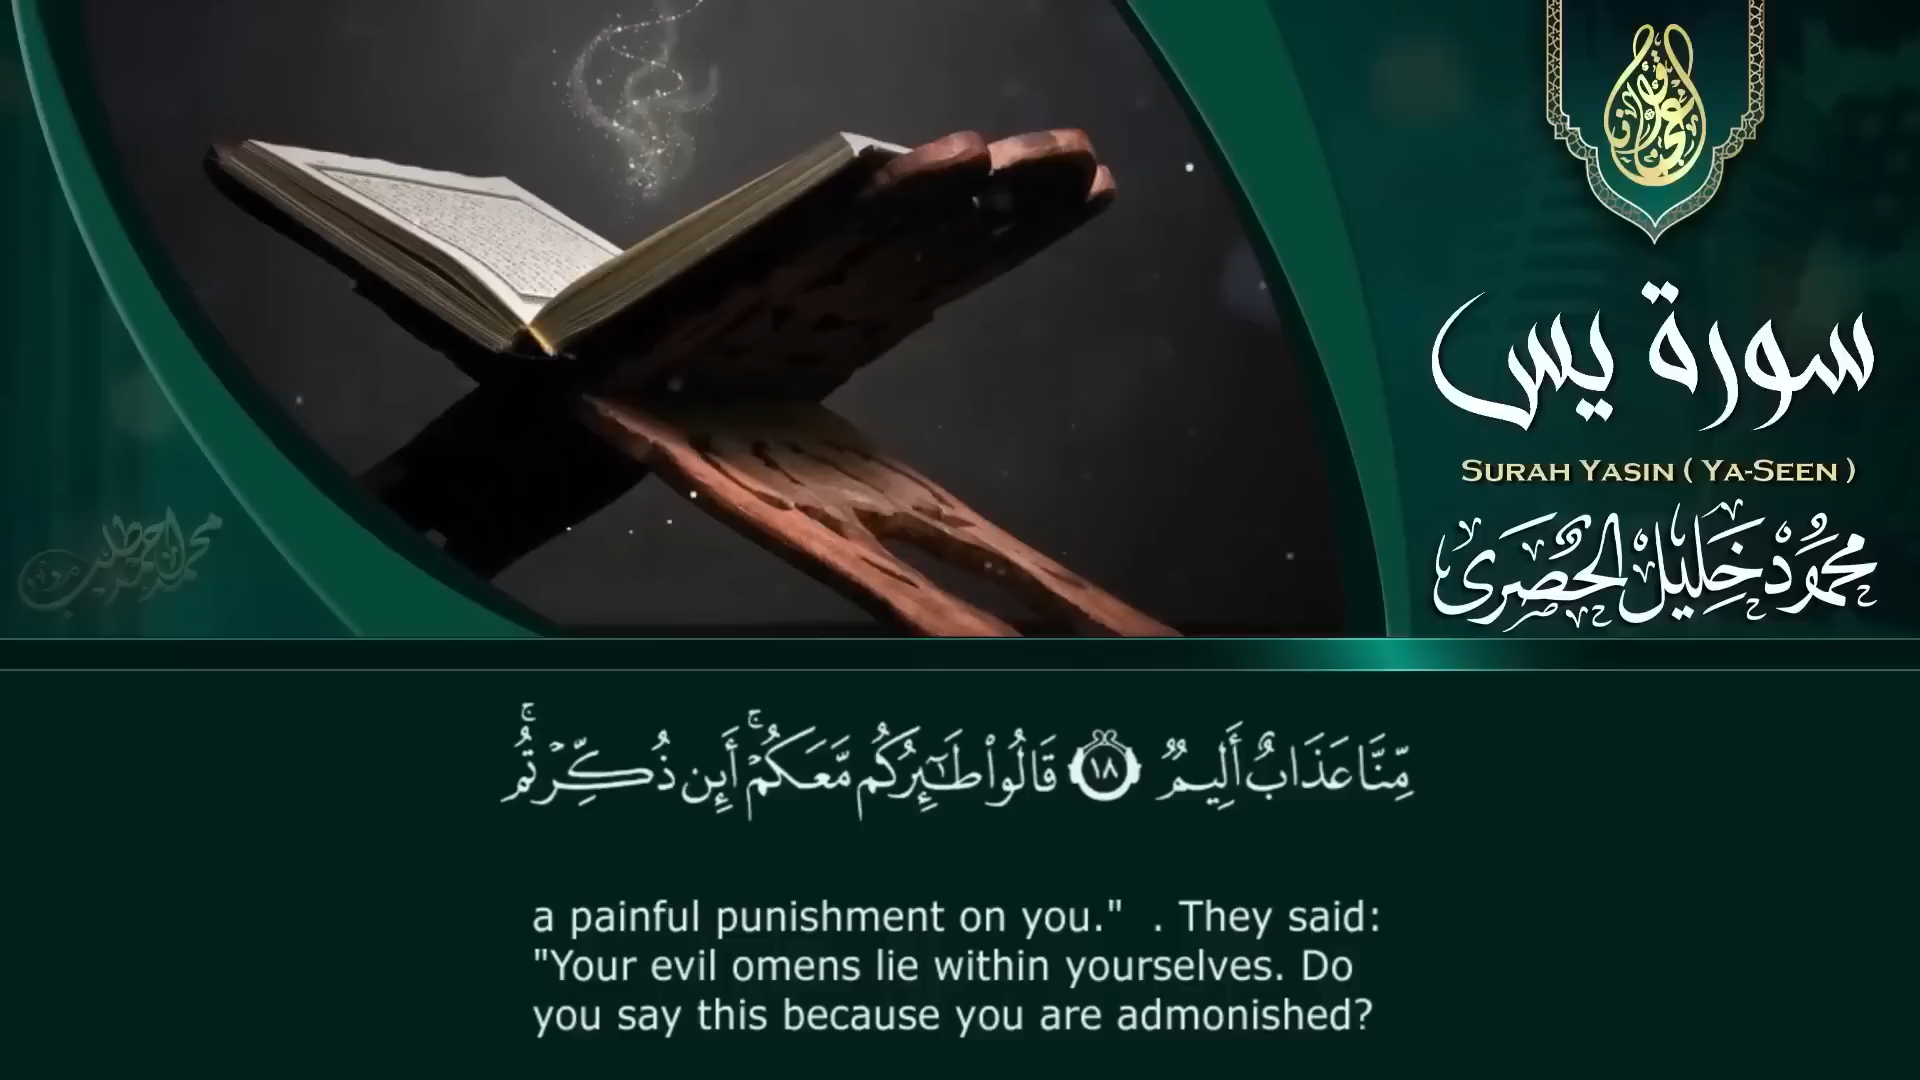 سورة يس
SURAH YASIN ( YA-SEEN )
محمود خليل الحصرى
مِّنَّا عَذَابٌ أَلِيمٌ ١٨ قَالُوا۟ طَـٰٓئِرُكُم مَّعَكُمْ ۚ أَئِن ذُكِّرْتُم ۚ
a painful punishment on you." . They said:
"Your evil omens lie within yourselves. Do
you say this because you are admonished?